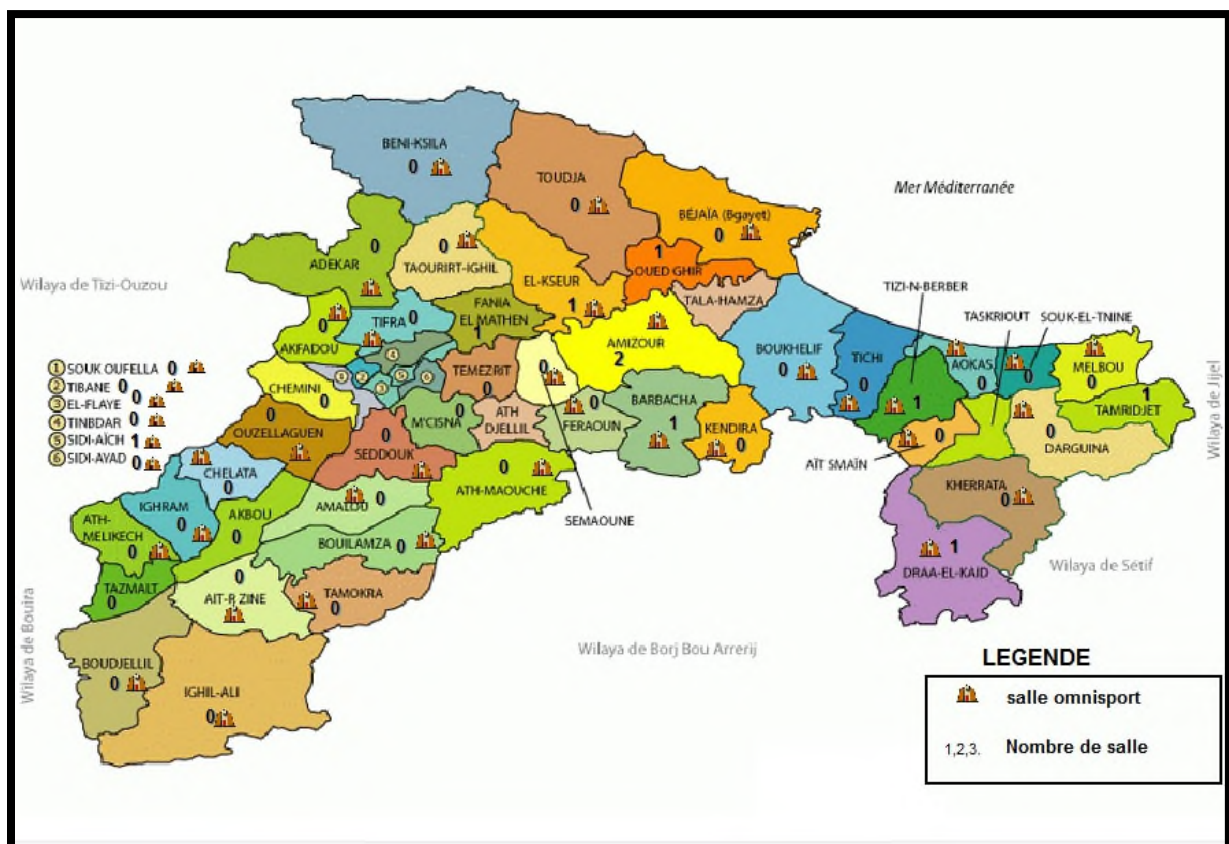 BENI-KSILA
0
TOUDJA
0
Mer Méditerranée
BÉJAÏA (Bgayet)
0
ADEKAR
0
TAOURIRT-IGHIL
0
EL-KSEUR
1
OUED GHIR
1
TALA-HAMZA
Wilaya de Tizi-Ouzou
TIZI-N-BERBER
1
TASKRIOUT
SOUK-EL-TNINE
0
AKFADOU
0
TIFRA 0
FANIA
EL MATHEN
1
AMIZOUR
2
BOUKHELIF
0
TICHI
0
AOKAS
0
MELBOU
0
TAMRIDJET
1
Wilaya de Jijel
1 SOUK OUFELLA 0
2 TIBANE 0
3 EL-FLAYE 0
4 TINBDAR 0
5 SIDI-AÏCH 1
6 SIDI-AYAD 0
4
1
2
3
5
6
CHEMINI
0
TEMEZRIT
0
0
SEMAOUNE
M'CISNA
0
ATH
DJELLIL
FERAOUN
0
BARBACHA
1
KENDIRA
0
AÏT SMAÏN
0
DARGUINA
0
OUZELLAGUEN
0
SEDDOUK
0
CHELATA
0
IGHRAM
0
AKBOU
0
AMALOU 0
ATH-MAOUCHE
0
KHERRATA
0
ATH-
MELIKECH
0
BOUILAMZA 0
DRAA-EL-KAID
1
Wilaya de Sétif
TAZMALT
0
AIT-R ZINE
0
TAMOKRA
0
Wilaya de Bouira
Wilaya de Borj Bou Arrerij
BOUDJELLIL
0
IGHIL-ALI
0
LEGENDE
salle omnisport
1,2,3. Nombre de salle